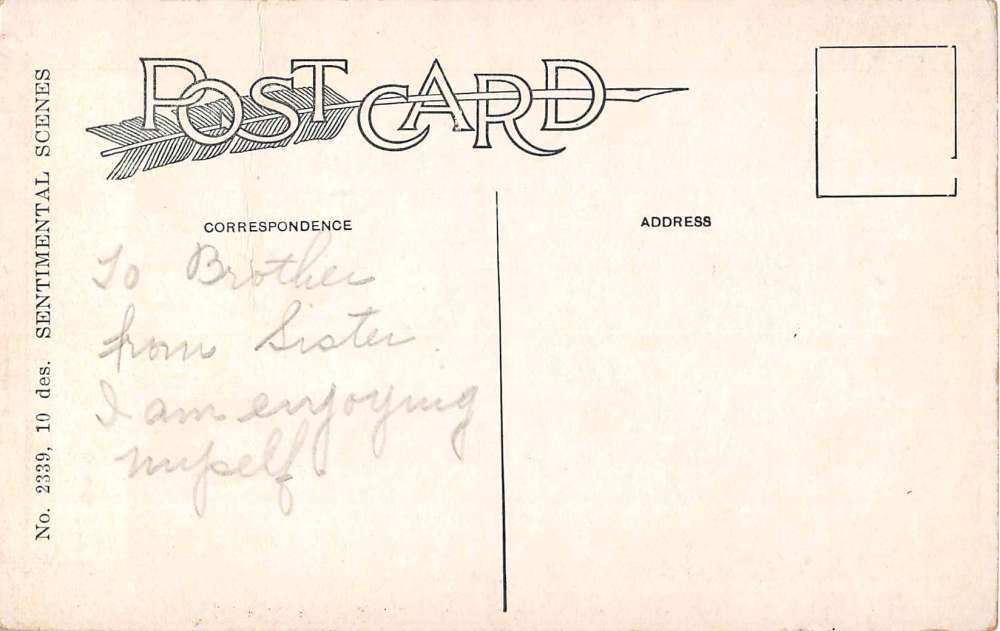 No. 2339, 10 des. SENTIMENTAL SCENES
POST CARD
CORRESPONDENCE
To Brother
from Sister
I am enjoying
myself.
ADDRESS